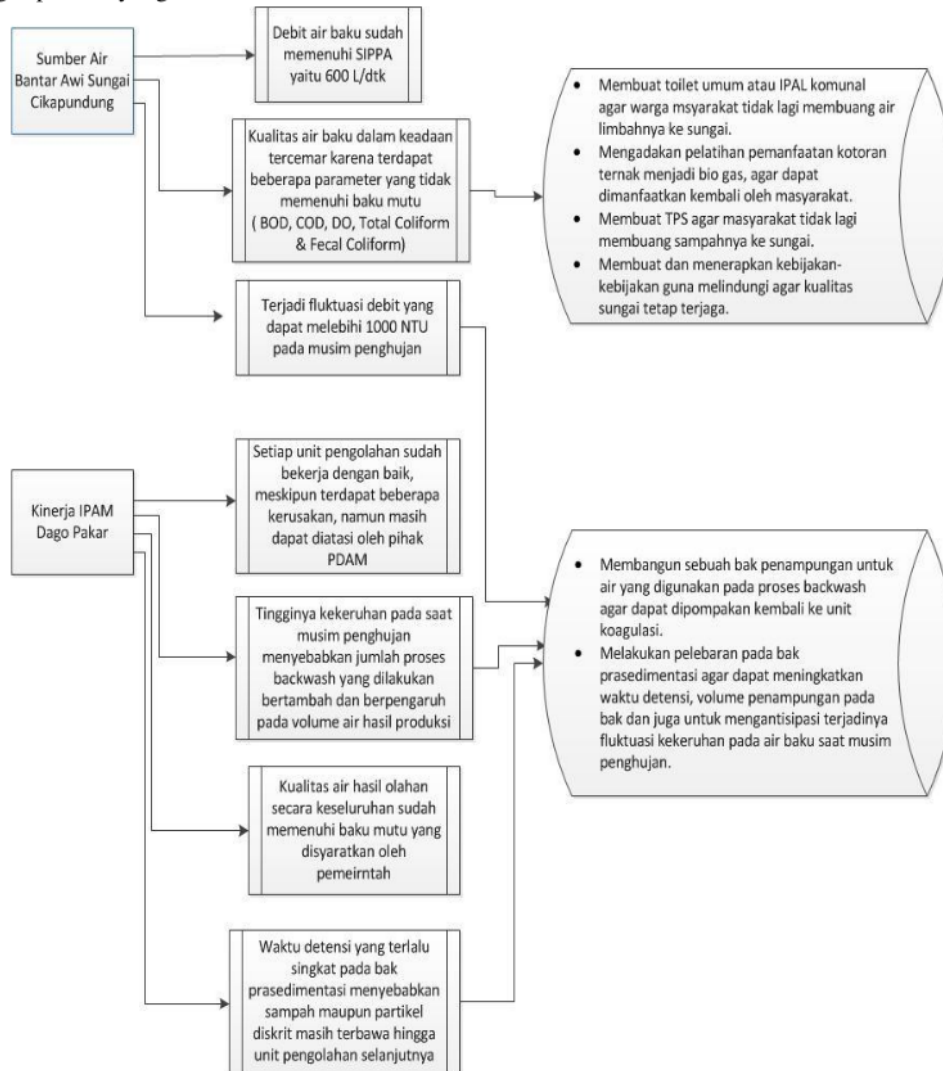 Sumber Air
Bantar Awi Sungai
Cikapundung
Debit air baku sudah
memenuhi SIPPA
yaitu 600 L/dtk
Kualitas air baku dalam keadaan
tercemar karena terdapat
beberapa parameter yang tidak
memenuhi baku mutu
( BOD, COD, DO, Total Coliform
& Fecal Coliform)
Terjadi fluktuasi debit yang
dapat melebihi 1000 NTU
pada musim penghujan
• Membuat toilet umum atau IPAL komunal
agar warga msyarakat tidak lagi membuang air
limbahnya ke sungai.
• Mengadakan pelatihan pemanfaatan kotoran
ternak menjadi bio gas, agar dapat
dimanfaatkan kembali oleh masyarakat.
• Membuat TPS agar masyarakat tidak lagi
membuang sampahnya ke sungai.
• Membuat dan menerapkan kebijakan-
kebijakan guna melindungi agar kualitas
sungai tetap terjaga.
Kinerja IPAM
Dago Pakar
Setiap unit pengolahan sudah
bekerja dengan baik,
meskipun terdapat beberapa
kerusakan, namun masih
dapat diatasi oleh pihak
PDAM
Tingginya kekeruhan pada saat
musim penghujan
menyebabkan jumlah proses
backwash yang dilakukan
bertambah dan berpengaruh
pada volume air hasil produksi
Kualitas air hasil olahan
secara keseluruhan sudah
memenuhi baku mutu yang
disyaratkan oleh
pemeirntah
Waktu detensi yang terlalu
singkat pada bak
prasedimentasi menyebabkan
sampah maupun partikel
diskrit masih terbawa hingga
unit pengolahan selanjutnya
• Membangun sebuah bak penampungan untuk
air yang digunakan pada proses backwash
agar dapat dipompakan kembali ke unit
koagulasi.
• Melakukan pelebaran pada bak
prasedimentasi agar dapat meningkatkan
waktu detensi, volume penampungan pada
bak dan juga untuk mengantisipasi terjadinya
fluktuasi kekeruhan pada air baku saat musim
penghujan.